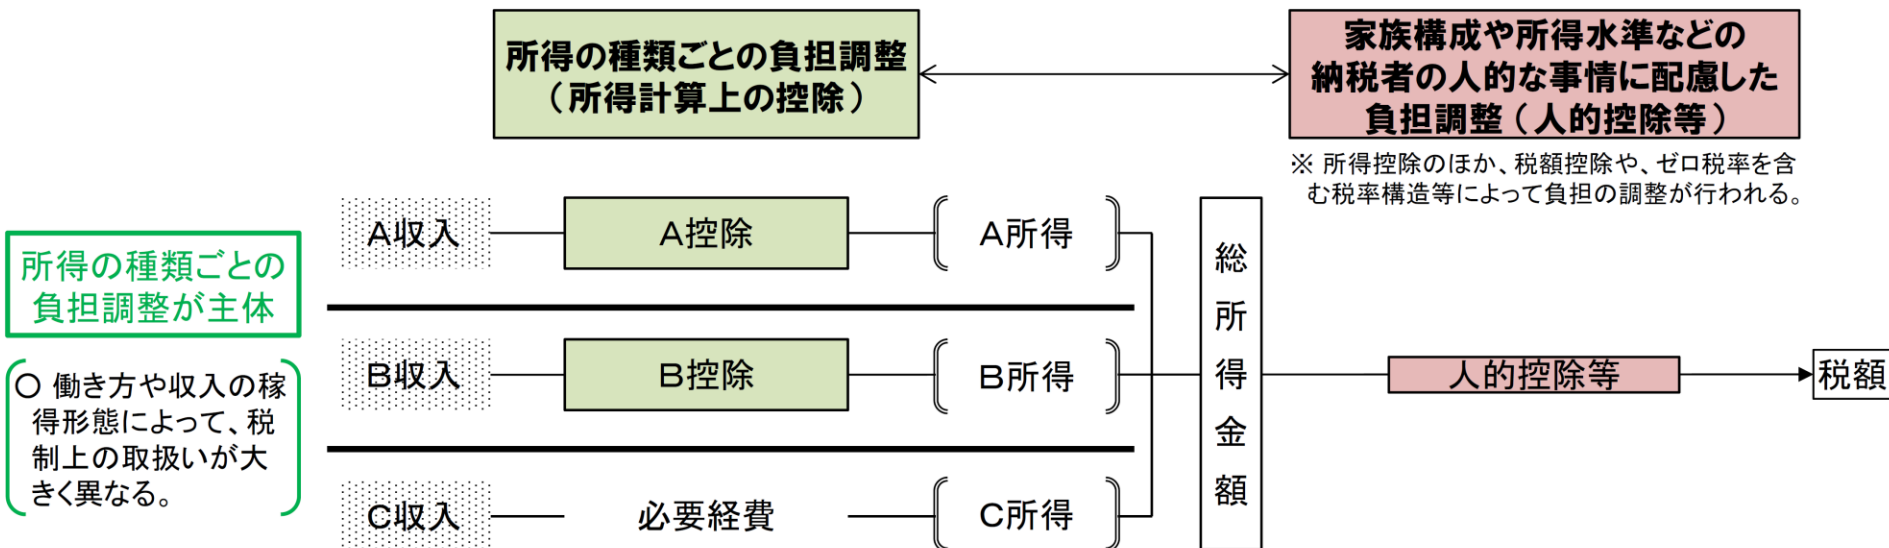 所得の種類ごとの負担調整
（所得計算上の控除）
家族構成や所得水準などの
納税者の人的な事情に配慮した
負担調整（人的控除等）
※ 所得控除のほか、税額控除や、ゼロ税率を含
む税率構造等によって負担の調整が行われる。
所得の種類ごとの
負担調整が主体
○ 働き方や収入の稼
得形態によって、税
制上の取扱いが大
きく異なる。
A収入
A控除
A所得
B収入
B控除
B所得
C収入
必要経費
C所得
総所得金額
人的控除等
税額